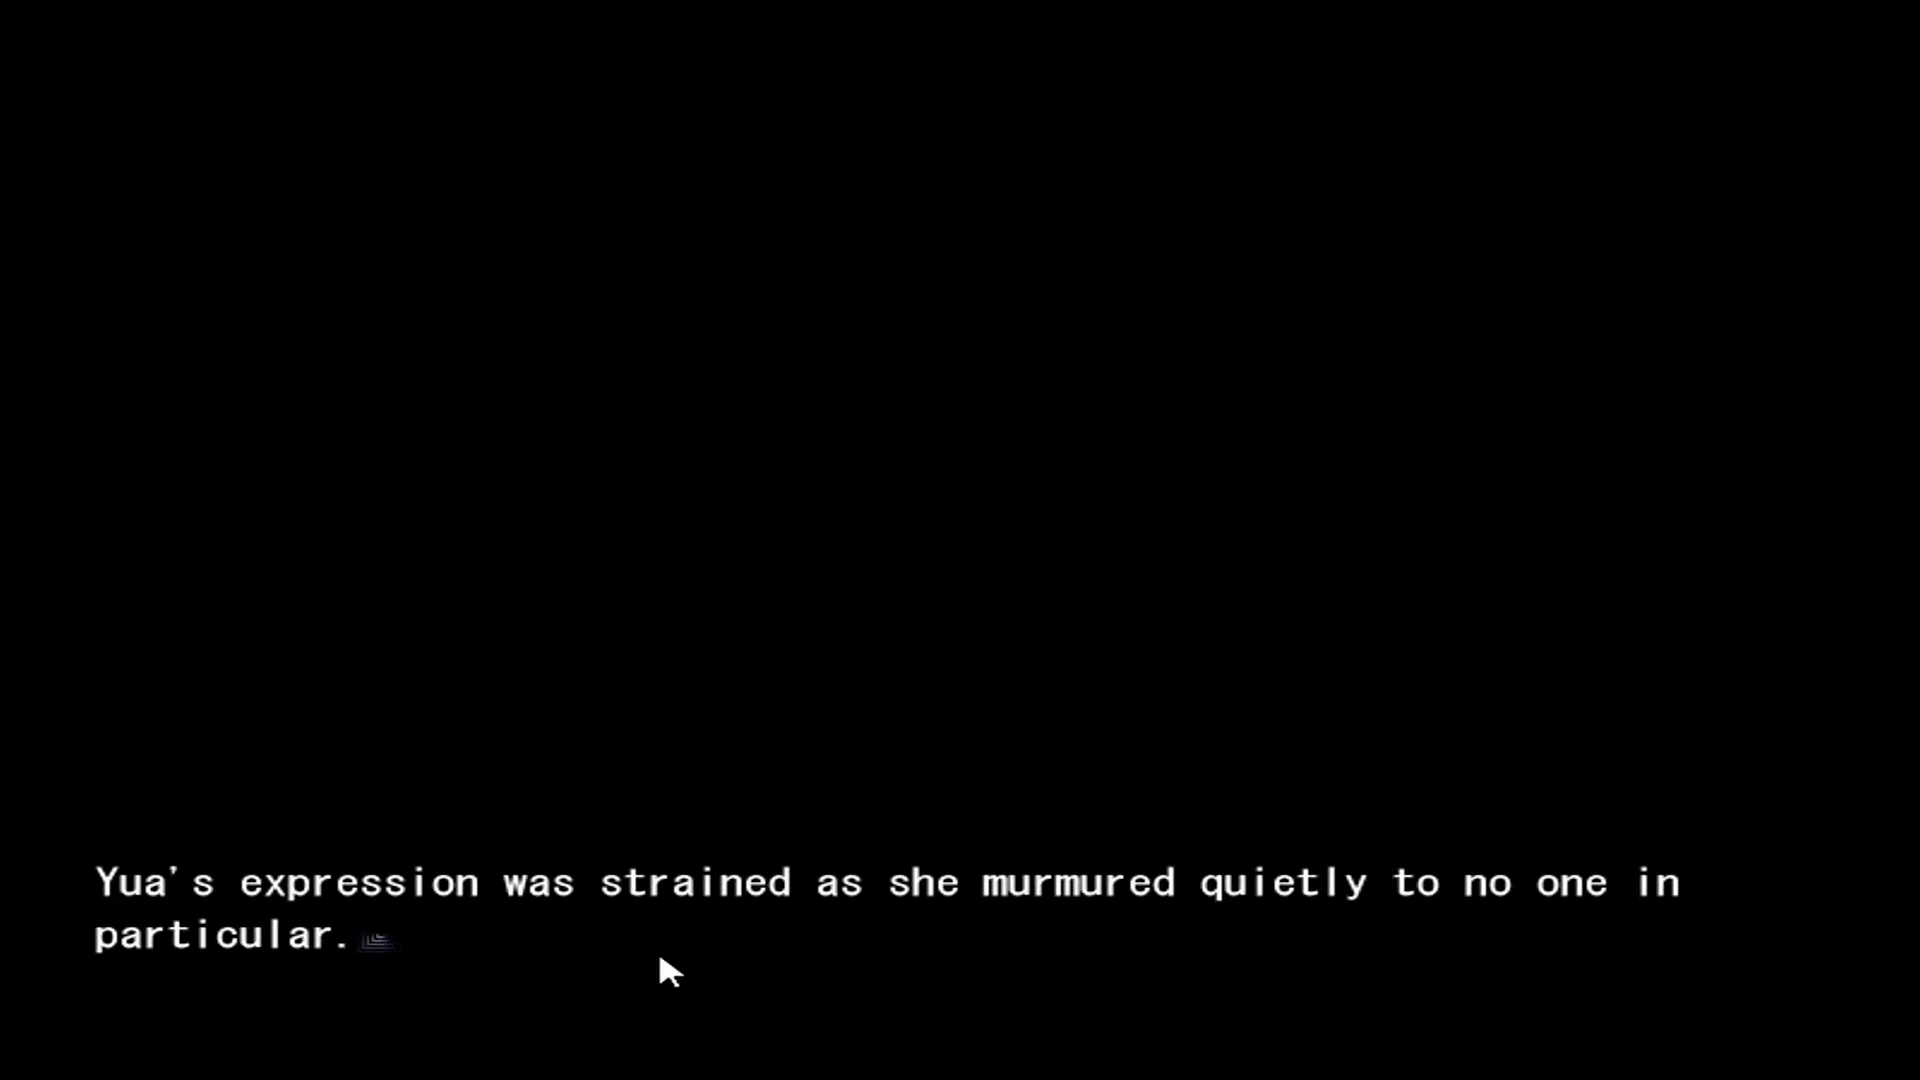 Yua's expression was strained as she murmured quietly to no one in
particular.